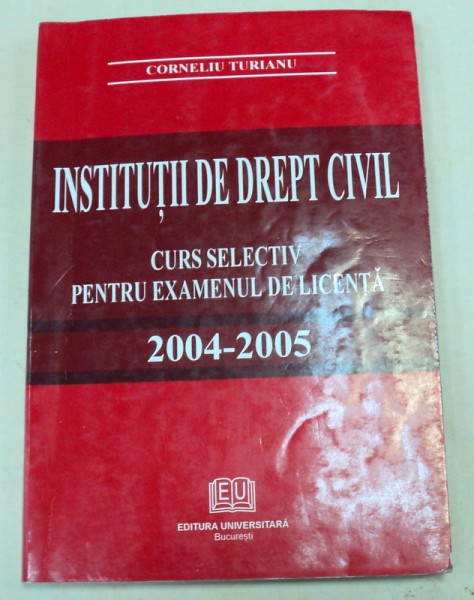 CORNELIU TURIANU
INSTITUȚII DE DREPT CIVIL
CURS SELECTIV
PENTRU EXAMENUL DE LICENȚĂ
2004-2005
EU
EDITURA UNIVERSITARĂ
București